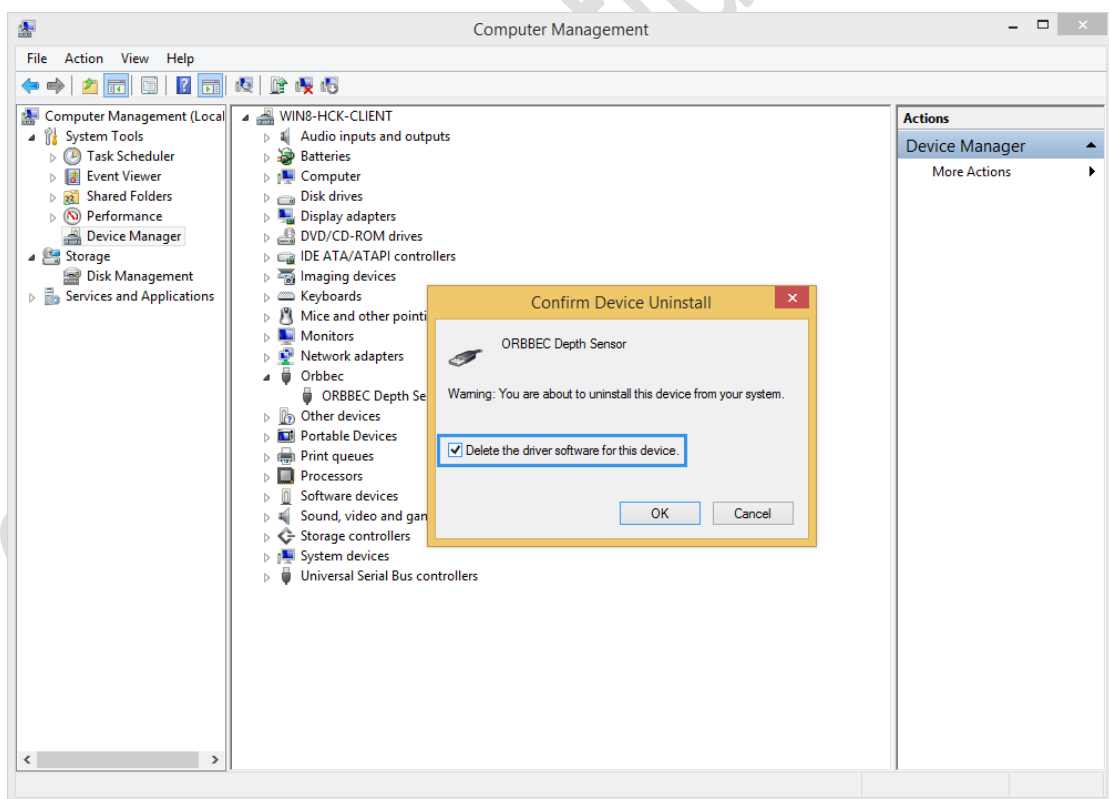 Computer Management
File Action View Help
Computer Management (Local
System Tools
Task Scheduler
Event Viewer
Shared Folders
Performance
Device Manager
Storage
Disk Management
Services and Applications
WIN8-HCK-CLIENT
Audio inputs and outputs
Batteries
Computer
Disk drives
Display adapters
DVD/CD-ROM drives
IDE ATA/ATAPI controllers
Imaging devices
Keyboards
Mice and other pointi
Monitors
Network adapters
Orbbec
ORBBEC Depth Se
Other devices
Portable Devices
Print queues
Processors
Software devices
Sound, video and gan
Storage controllers
System devices
Universal Serial Bus controllers
Confirm Device Uninstall
ORBBEC Depth Sensor
Warning: You are about to uninstall this device from your system.
Delete the driver software for this device.
OK Cancel
Actions
Device Manager
More Actions